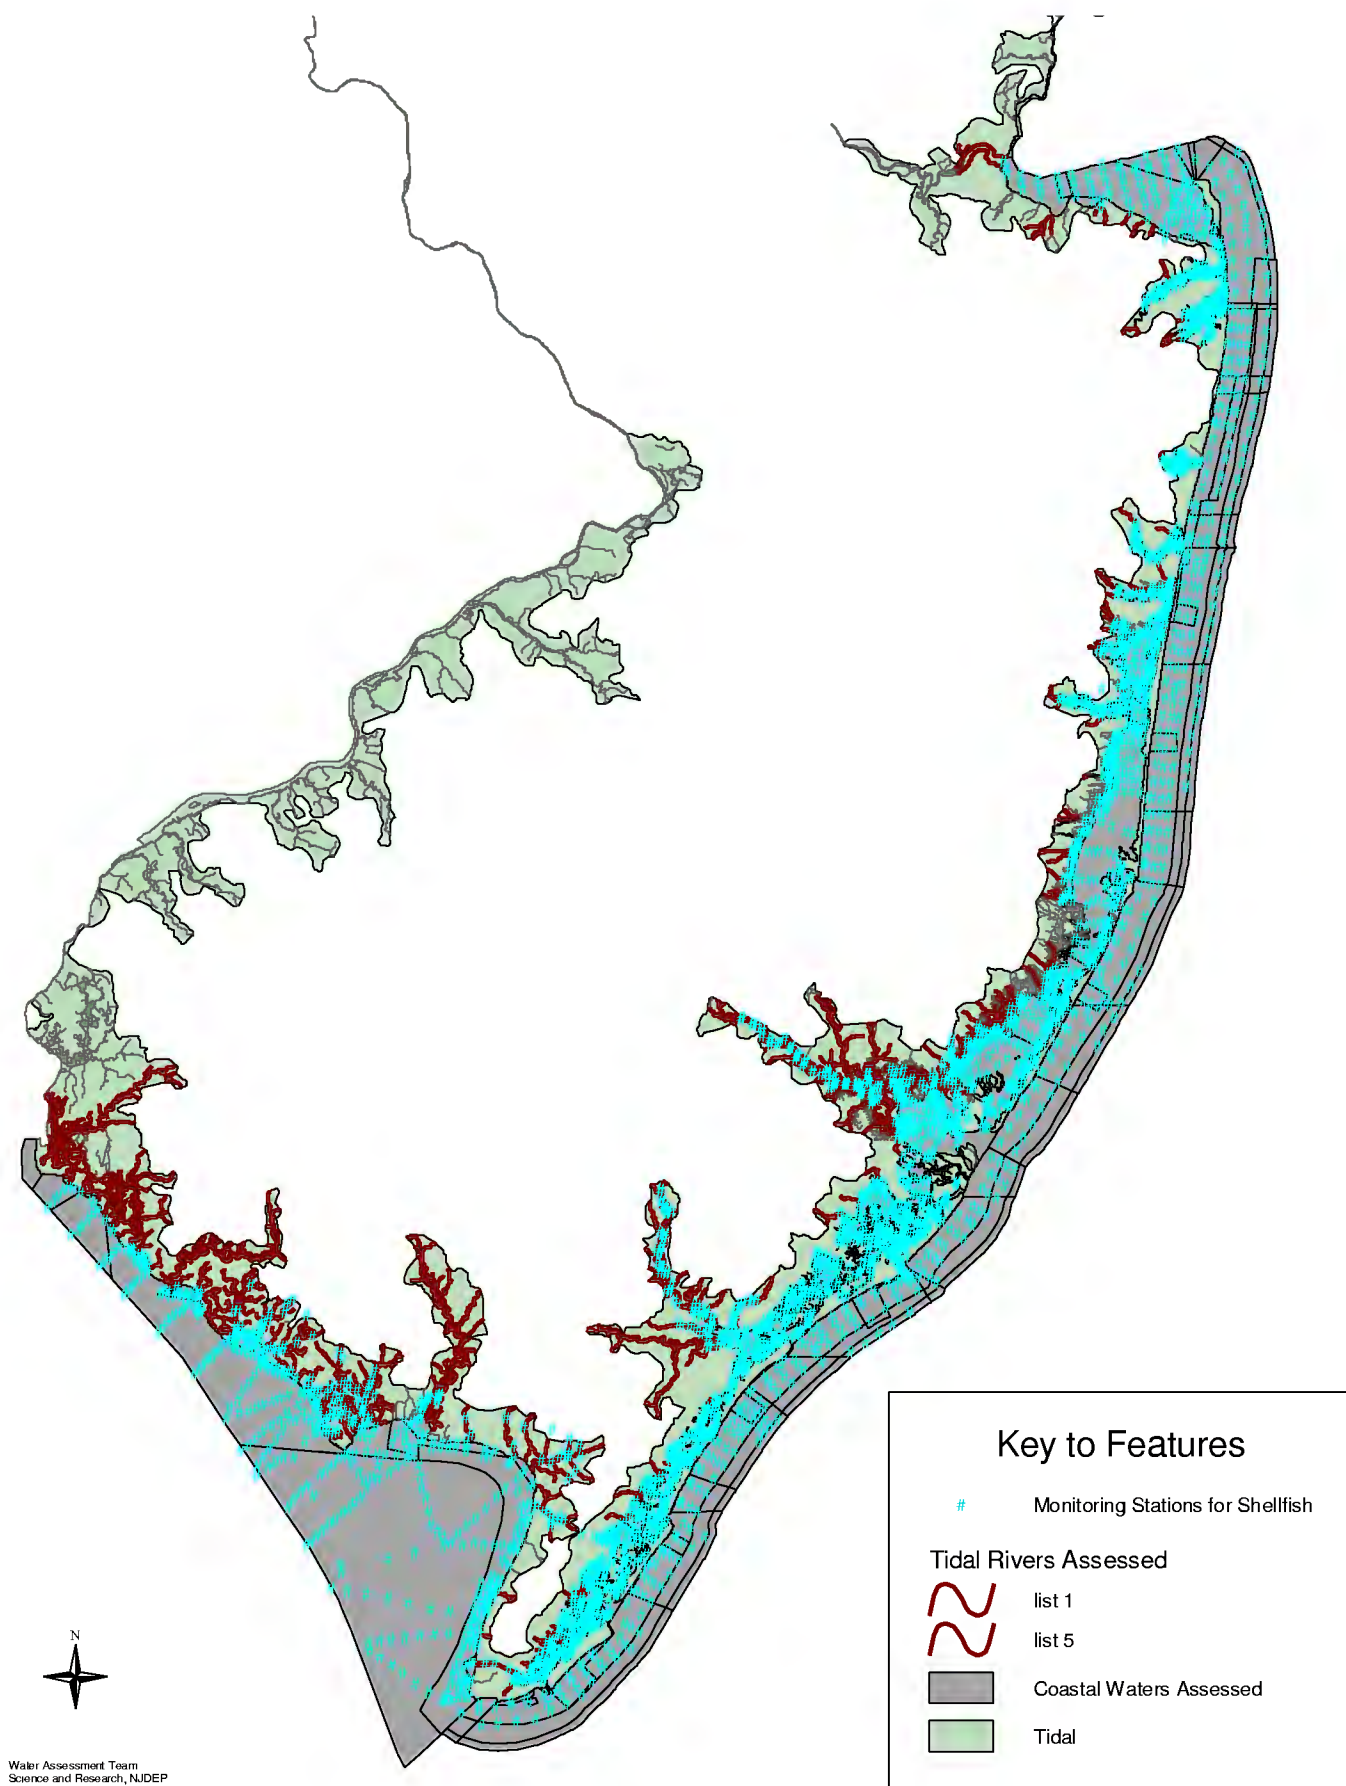 Key to Features
# Monitoring Stations for Shellfish
Tidal Rivers Assessed
list 1
list 5
Coastal Waters Assessed
Tidal
N
Water Assessment Team
Science and Research, NJDEP